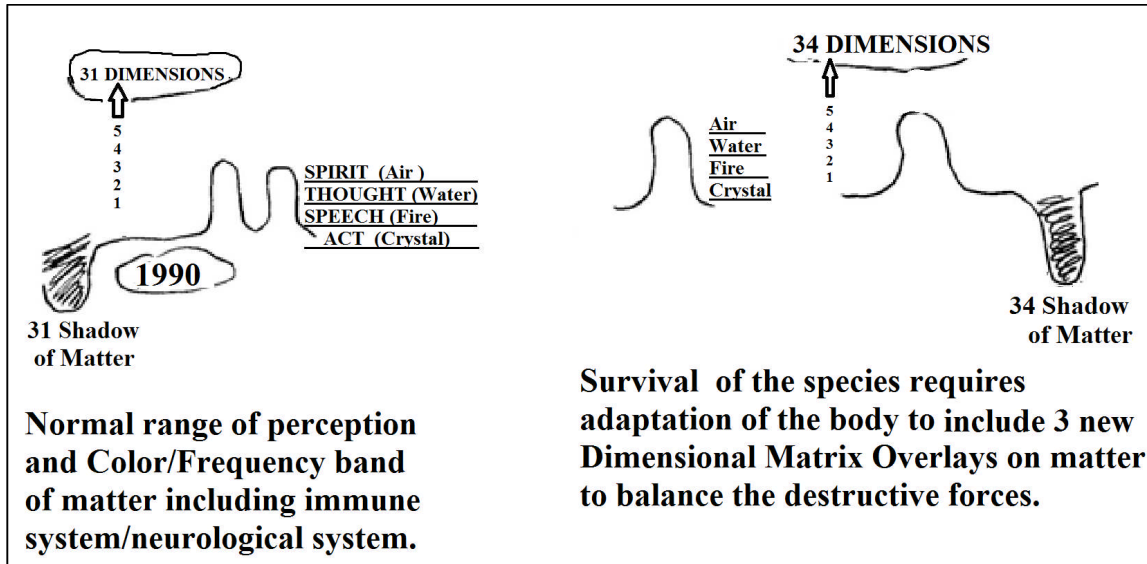 31 DIMENSIONS
5
4
3
2
1
SPIRIT (Air )
THOUGHT (Water)
SPEECH (Fire)
ACT (Crystal)
1990
31 Shadow
of Matter
Normal range of perception
and Color/Frequency band
of matter including immune
system/neurological system.
34 DIMENSIONS
5
4
3
2
1
Air
Water
Fire
Crystal
34 Shadow
of Matter
Survival of the species requires
adaptation of the body to include 3 new
Dimensional Matrix Overlays on matter
to balance the destructive forces.